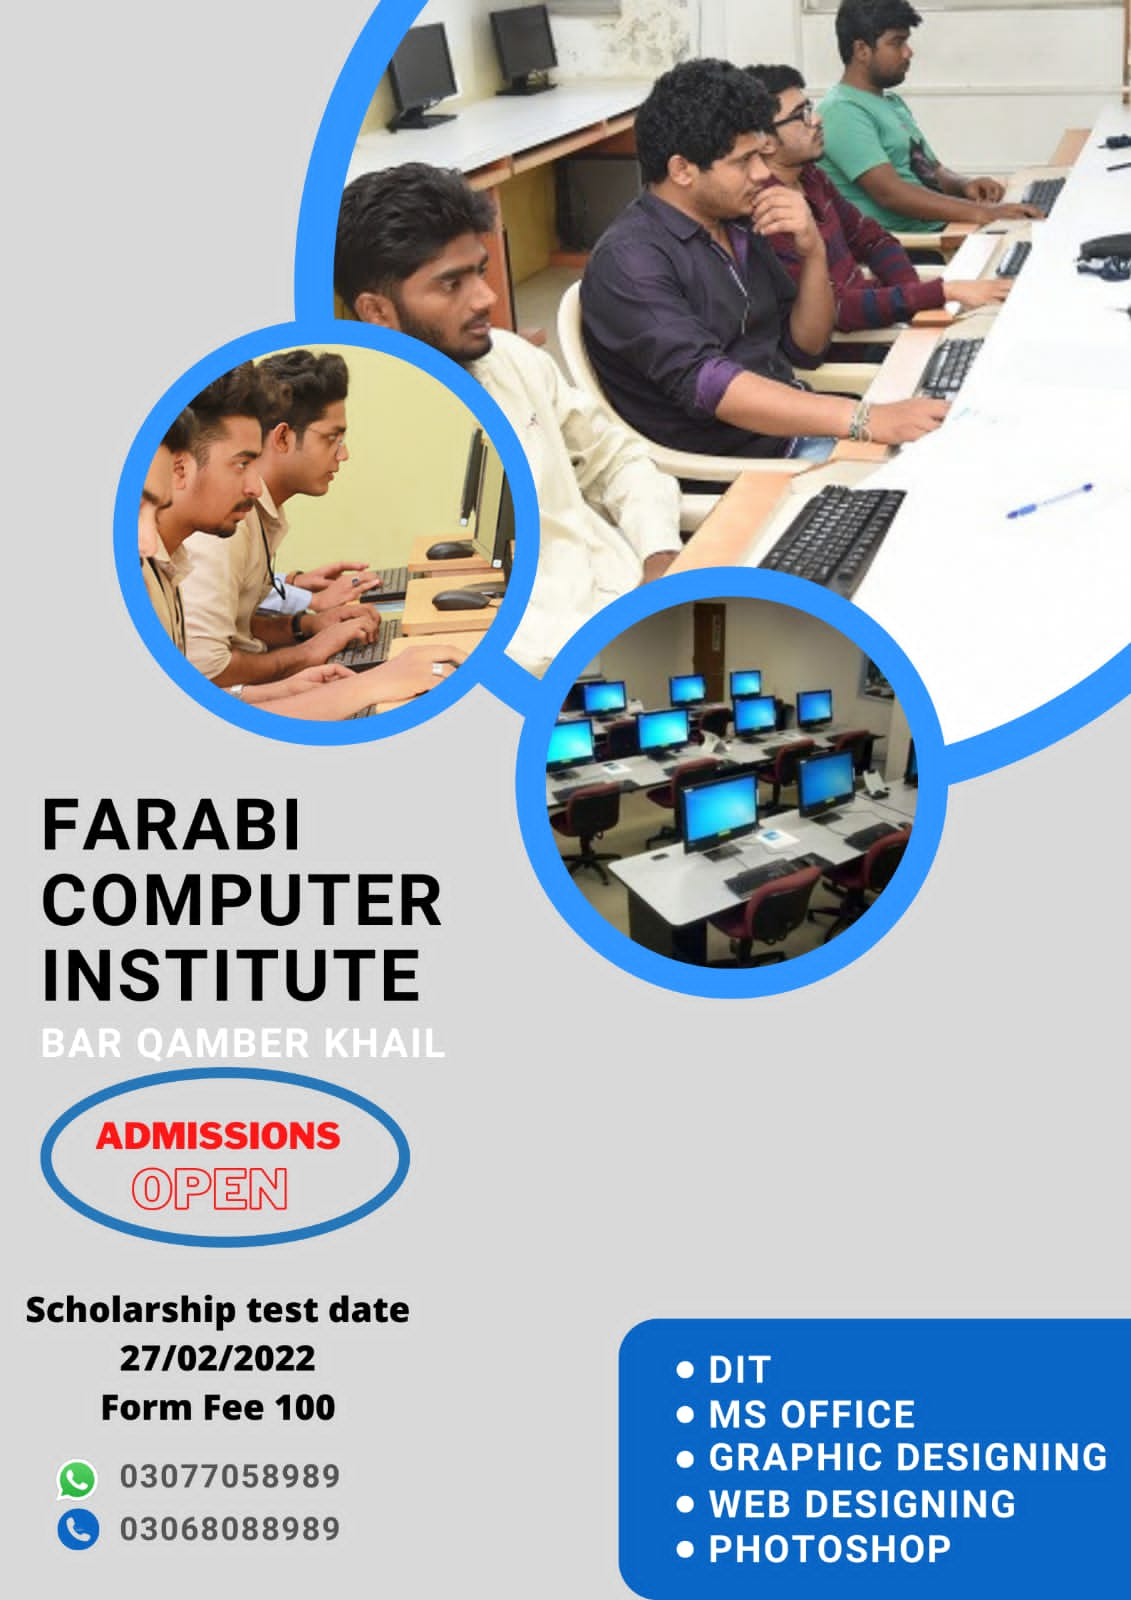 FARABI
COMPUTER
INSTITUTE
BAR QAMBER KHAIL
ADMISSIONS
OPEN
Scholarship test date
27/02/2022
Form Fee 100
03077058989
03068088989
• DIT
• MS OFFICE
• GRAPHIC DESIGNING
• WEB DESIGNING
• PHOTOSHOP